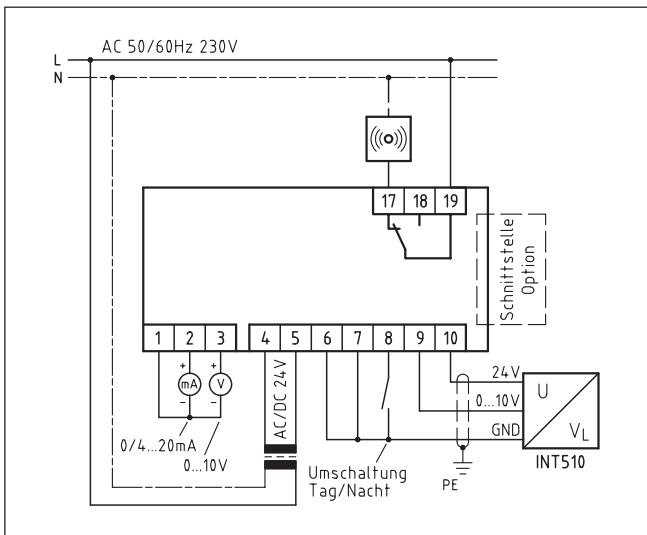 AC 50/60Hz 230V
L
N
17 18 19
Schnittstelle
Option
1 2 3 4 5 6 7 8 9 10
+ +
mA V
- -
AC/DC 24V
0/4...20mA
0...10V
Umschaltung
Tag/Nacht
24V
0...10V
GND
PE
U
VL
INT510